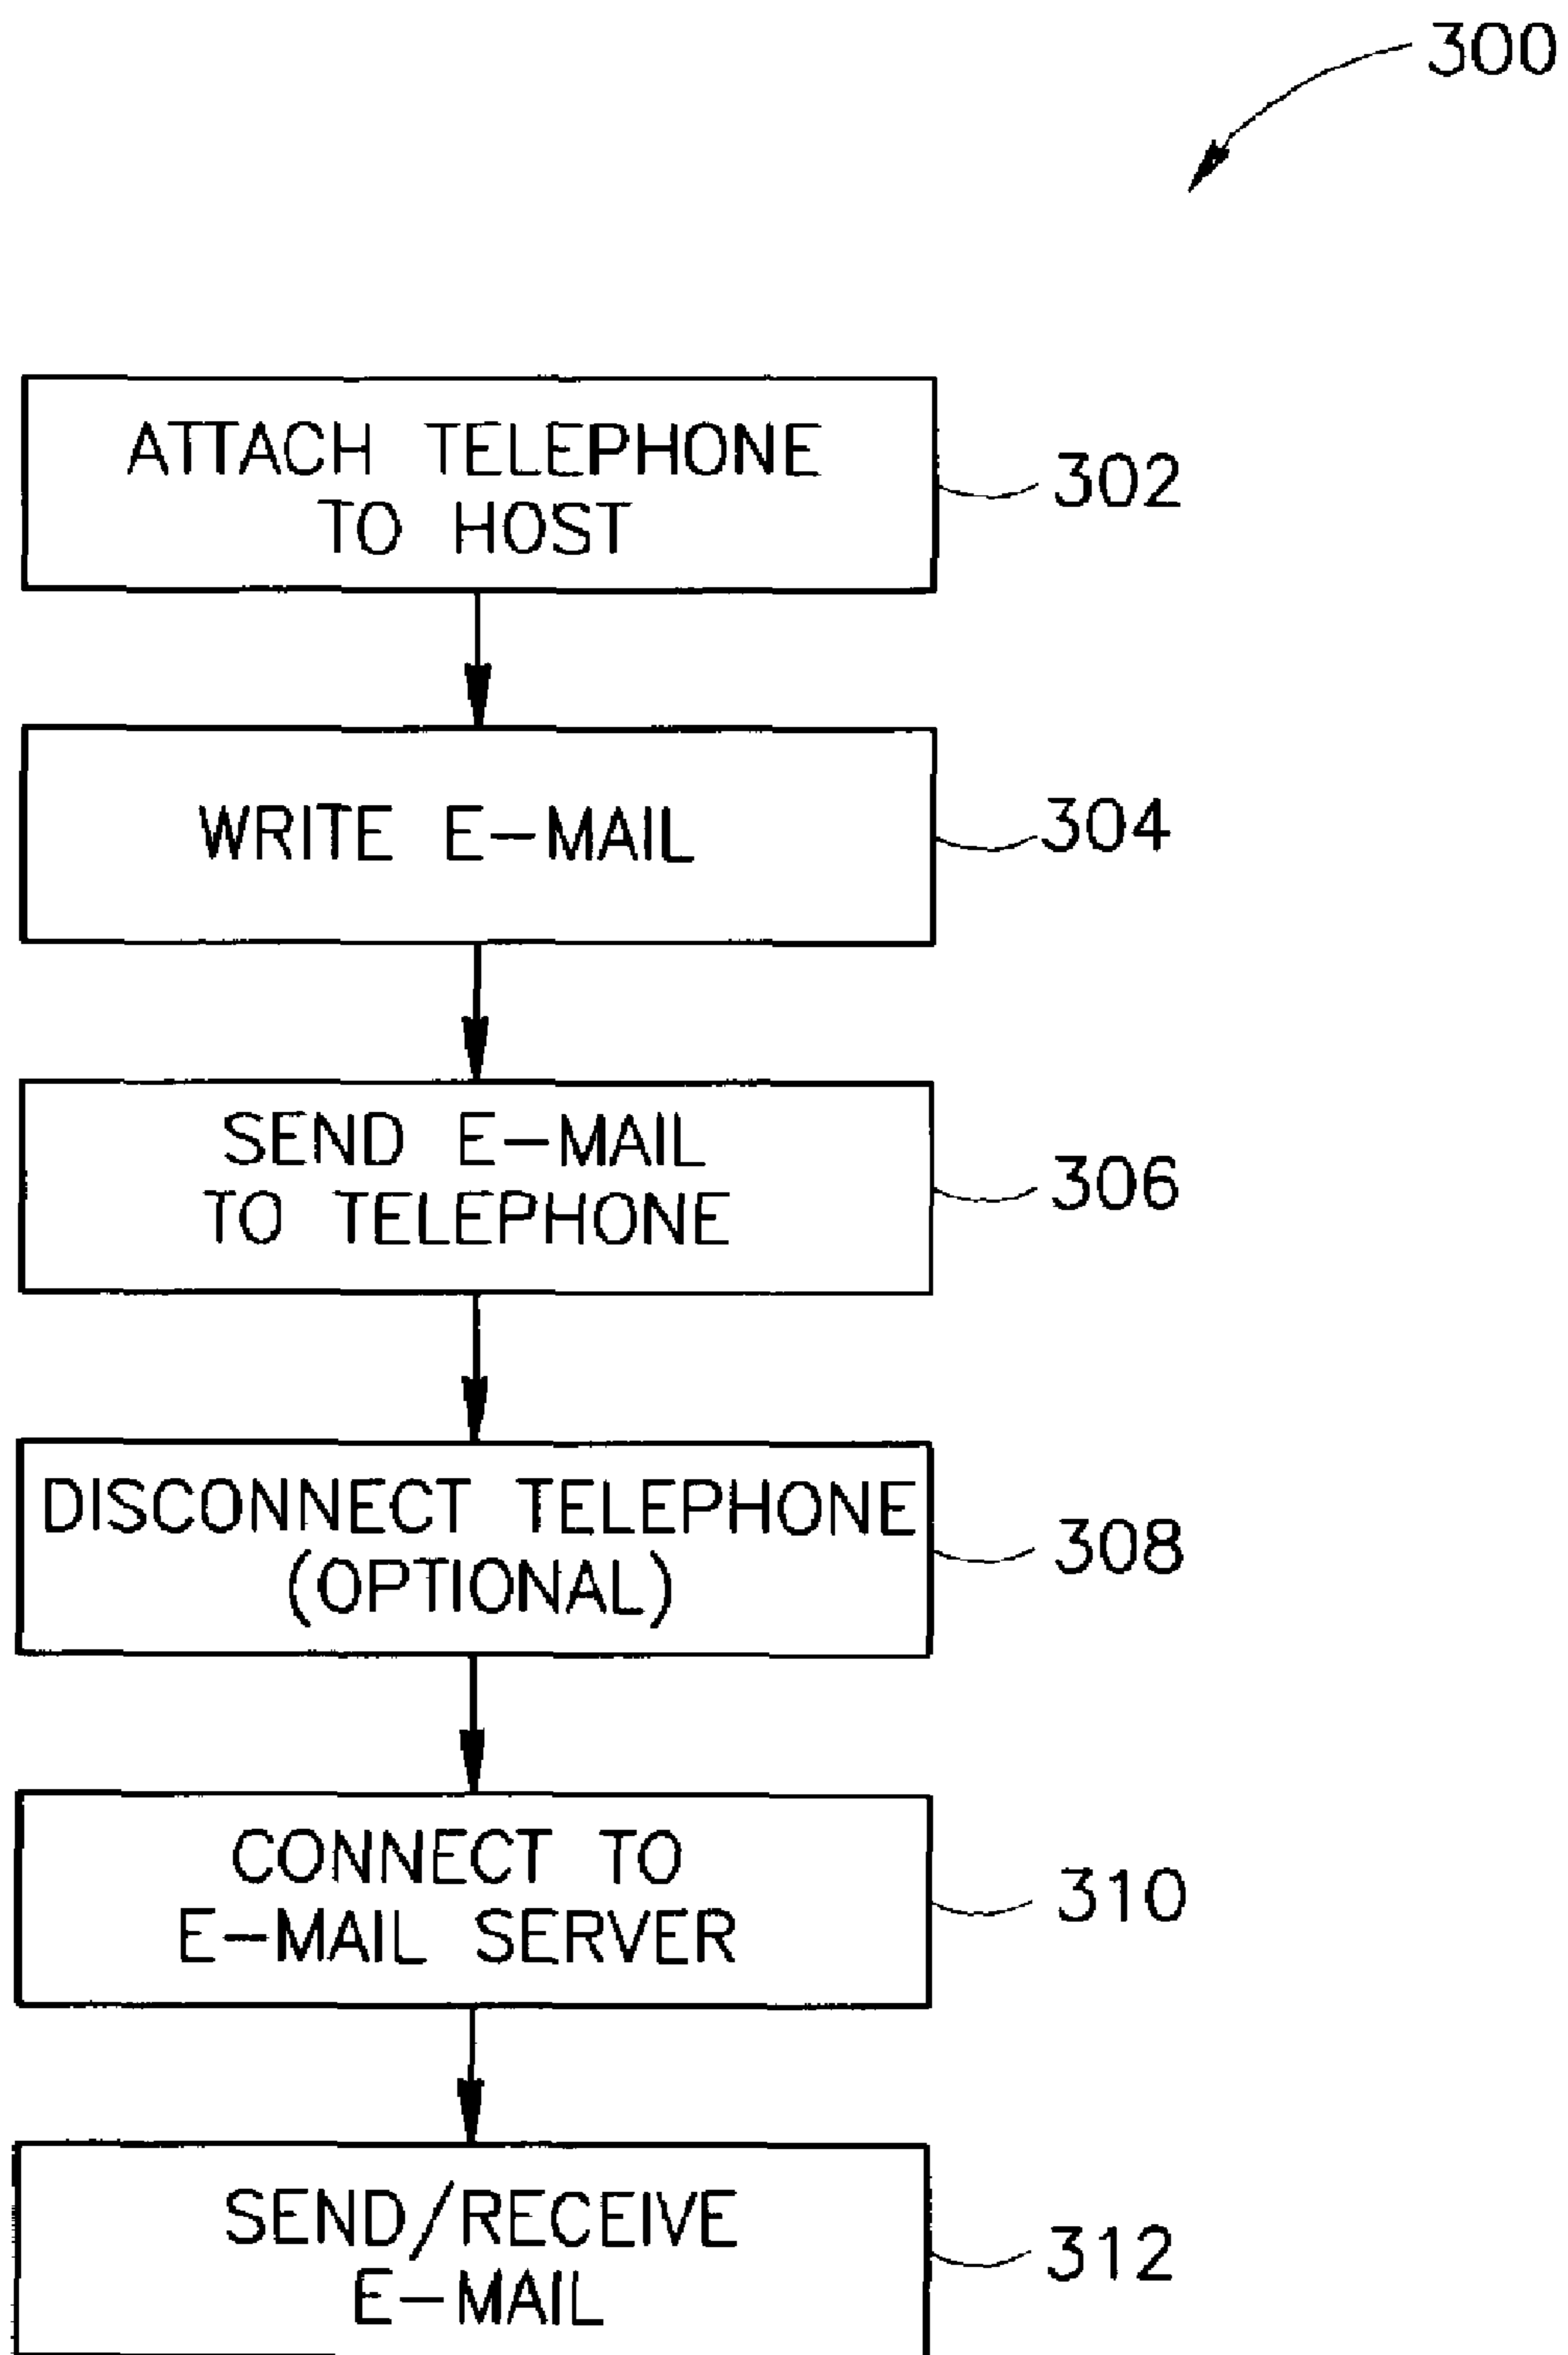 300
ATTACH TELEPHONE
TO HOST
302
WRITE E-MAIL
304
SEND E-MAIL
TO TELEPHONE
306
DISCONNECT TELEPHONE
(OPTIONAL)
308
CONNECT TO
E-MAIL SERVER
310
SEND/RECEIVE
E-MAIL
312